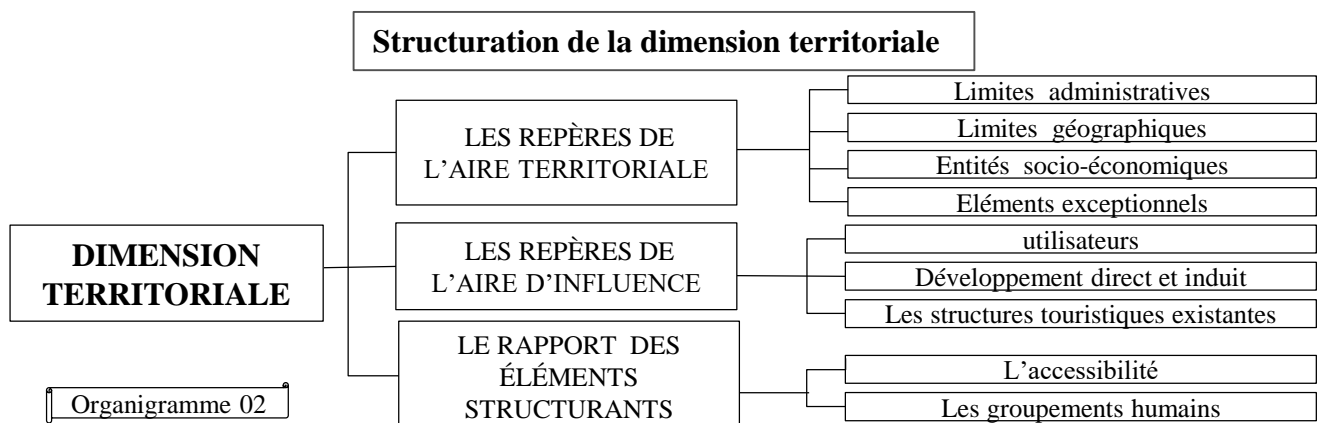 Structuration de la dimension territoriale
DIMENSION
TERRITORIALE
LES REPÈRES DE
L’AIRE TERRITORIALE
Limites administratives
Limites géographiques
Entités socio-économiques
Eléments exceptionnels
LES REPÈRES DE
L’AIRE D’INFLUENCE
utilisateurs
Développement direct et induit
Les structures touristiques existantes
LE RAPPORT DES
ÉLÉMENTS
STRUCTURANTS
L’accessibilité
Les groupements humains
Organigramme 02